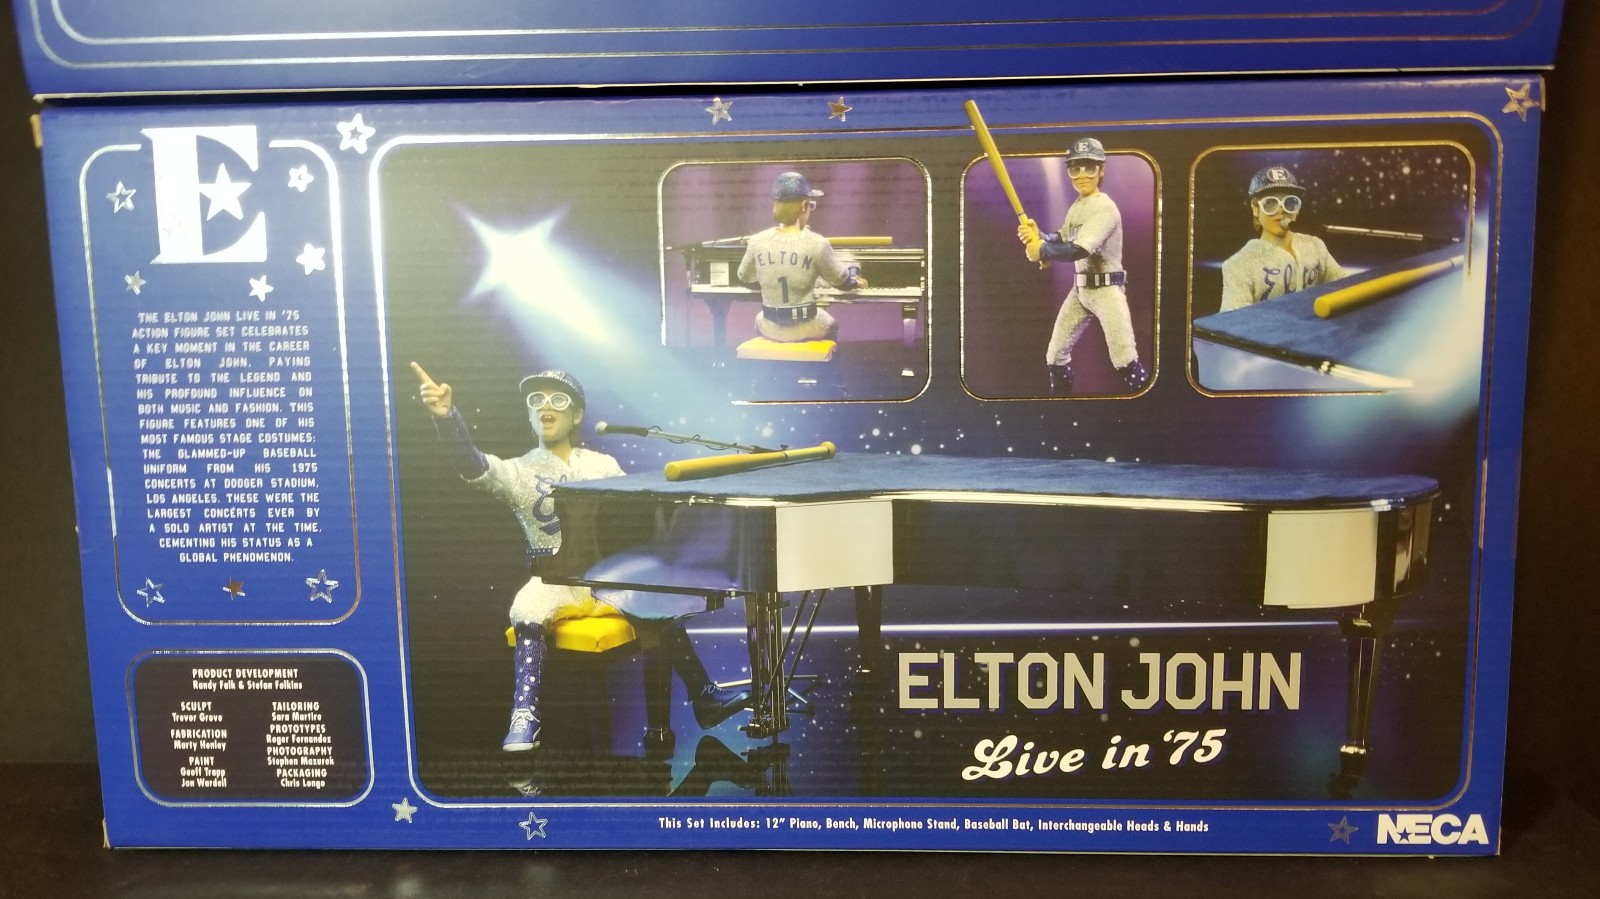 E
THE ELTON JOHN LIVE IN '75
ACTION FIGURE SET CELEBRATES
A KEY MOMENT IN THE CAREER
OF ELTON JOHN, PAYING
TRIBUTE TO THE LEGEND AND
HIS PROFOUND INFLUENCE ON
BOTH MUSIC AND FASHION. THIS
FIGURE FEATURES ONE OF HIS
MOST FAMOUS STAGE COSTUMES:
THE GLAMMED-UP BASEBALL
UNIFORM FROM HIS 1975
CONCERTS AT DODGER STADIUM,
LOS ANGELES. THESE WERE THE
LARGEST CONCERTS EVER BY
A SOLO ARTIST AT THE TIME,
CEMENTING HIS STATUS AS A
GLOBAL PHENOMENON.
PRODUCT DEVELOPMENT
Randy Falk & Stefan Folkins
SCULPT
Trevor Grove
FABRICATION
Marty Henley
PAINT
Geoff Trapp
Jon Wardell
TAILORING
Sara Martire
PROTOTYPES
Roger Fernandez
PHOTOGRAPHY
Stephen Mazurek
PACKAGING
Chris Longo
ELTON
1
E
E
Elton
ELTON JOHN
Live in '75
This Set Includes: 12" Piano, Bench, Microphone Stand, Baseball Bat, Interchangeable Heads & Hands
NECA